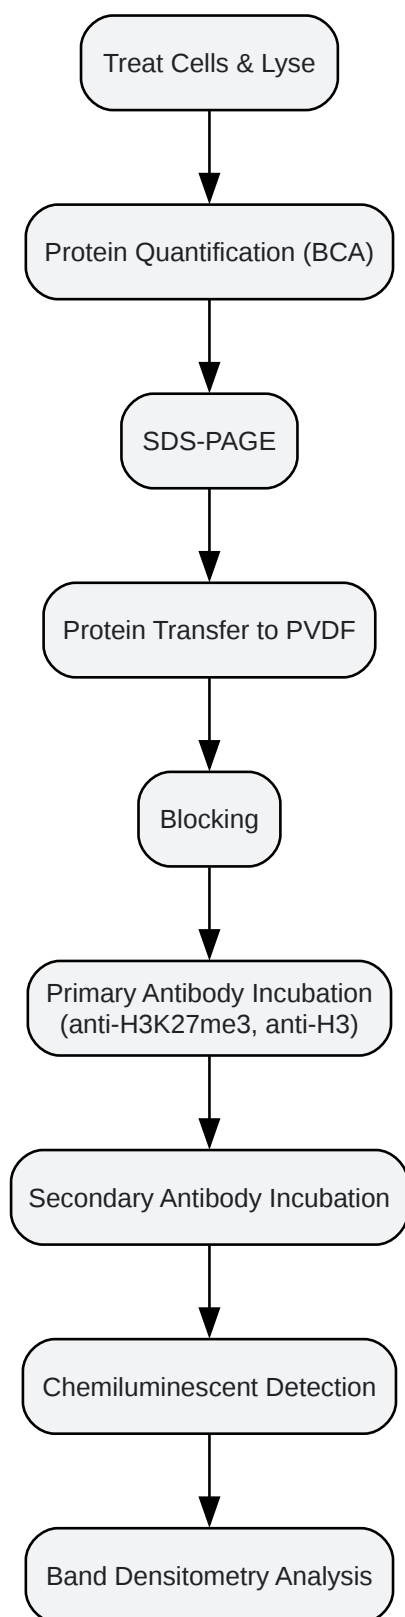 Treat Cells & Lyse
Protein Quantification (BCA)
SDS-PAGE
Protein Transfer to PVDF
Blocking
Primary Antibody Incubation
(anti-H3K27me3, anti-H3)
Secondary Antibody Incubation
Chemiluminescent Detection
Band Densitometry Analysis